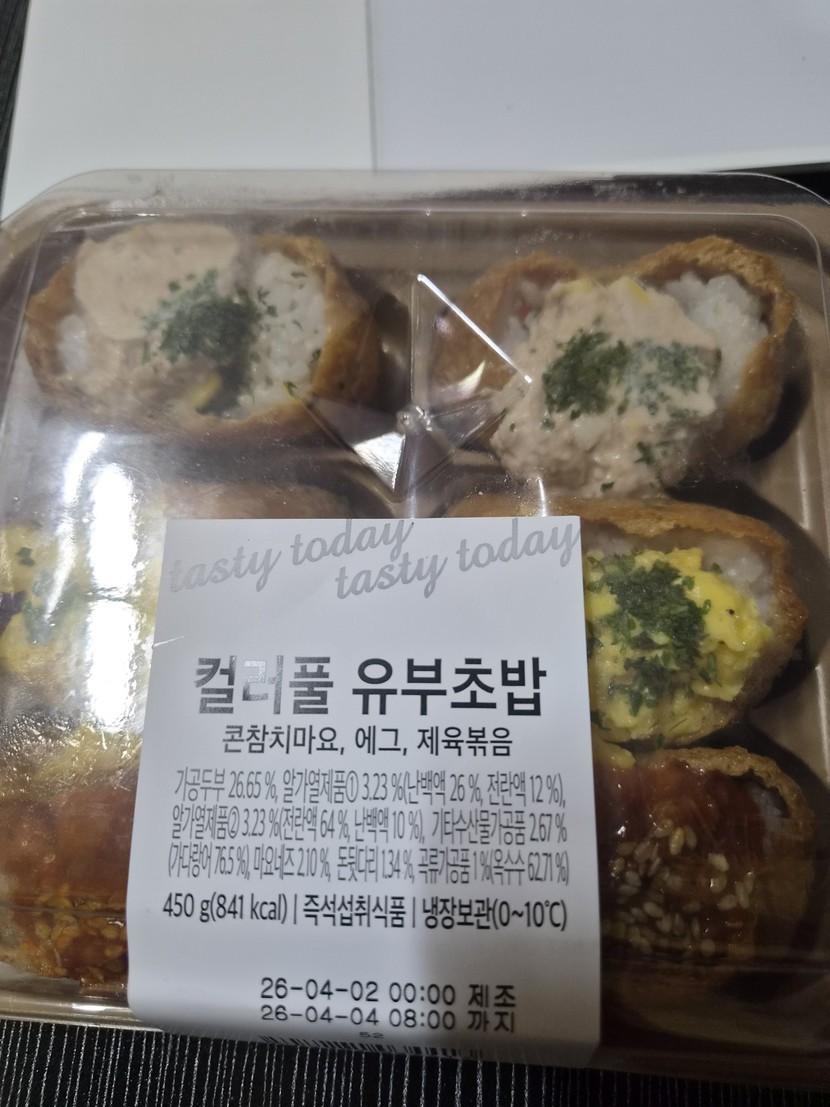 tasty today
tasty today
컬러풀 유부초밥
콘참치마요, 에그, 제육볶음
가공두부 26.65 %, 알가열제품① 3.23 %(난백액 26 %, 전란액 12 %),
알가열제품② 3.23 %(전란액 64 %, 난백액 10 %), 기타수산물가공품 2.67 %
(가다랑어 76.5 %), 마요네즈 2.10 %, 돈뒷다리 1.34 %, 곡류가공품 1 %(옥수수 62.71 %)
450 g(841 kcal) | 즉석섭취식품 | 냉장보관(0~10℃)
26-04-02 00:00 제조
26-04-04 08:00 까지
52